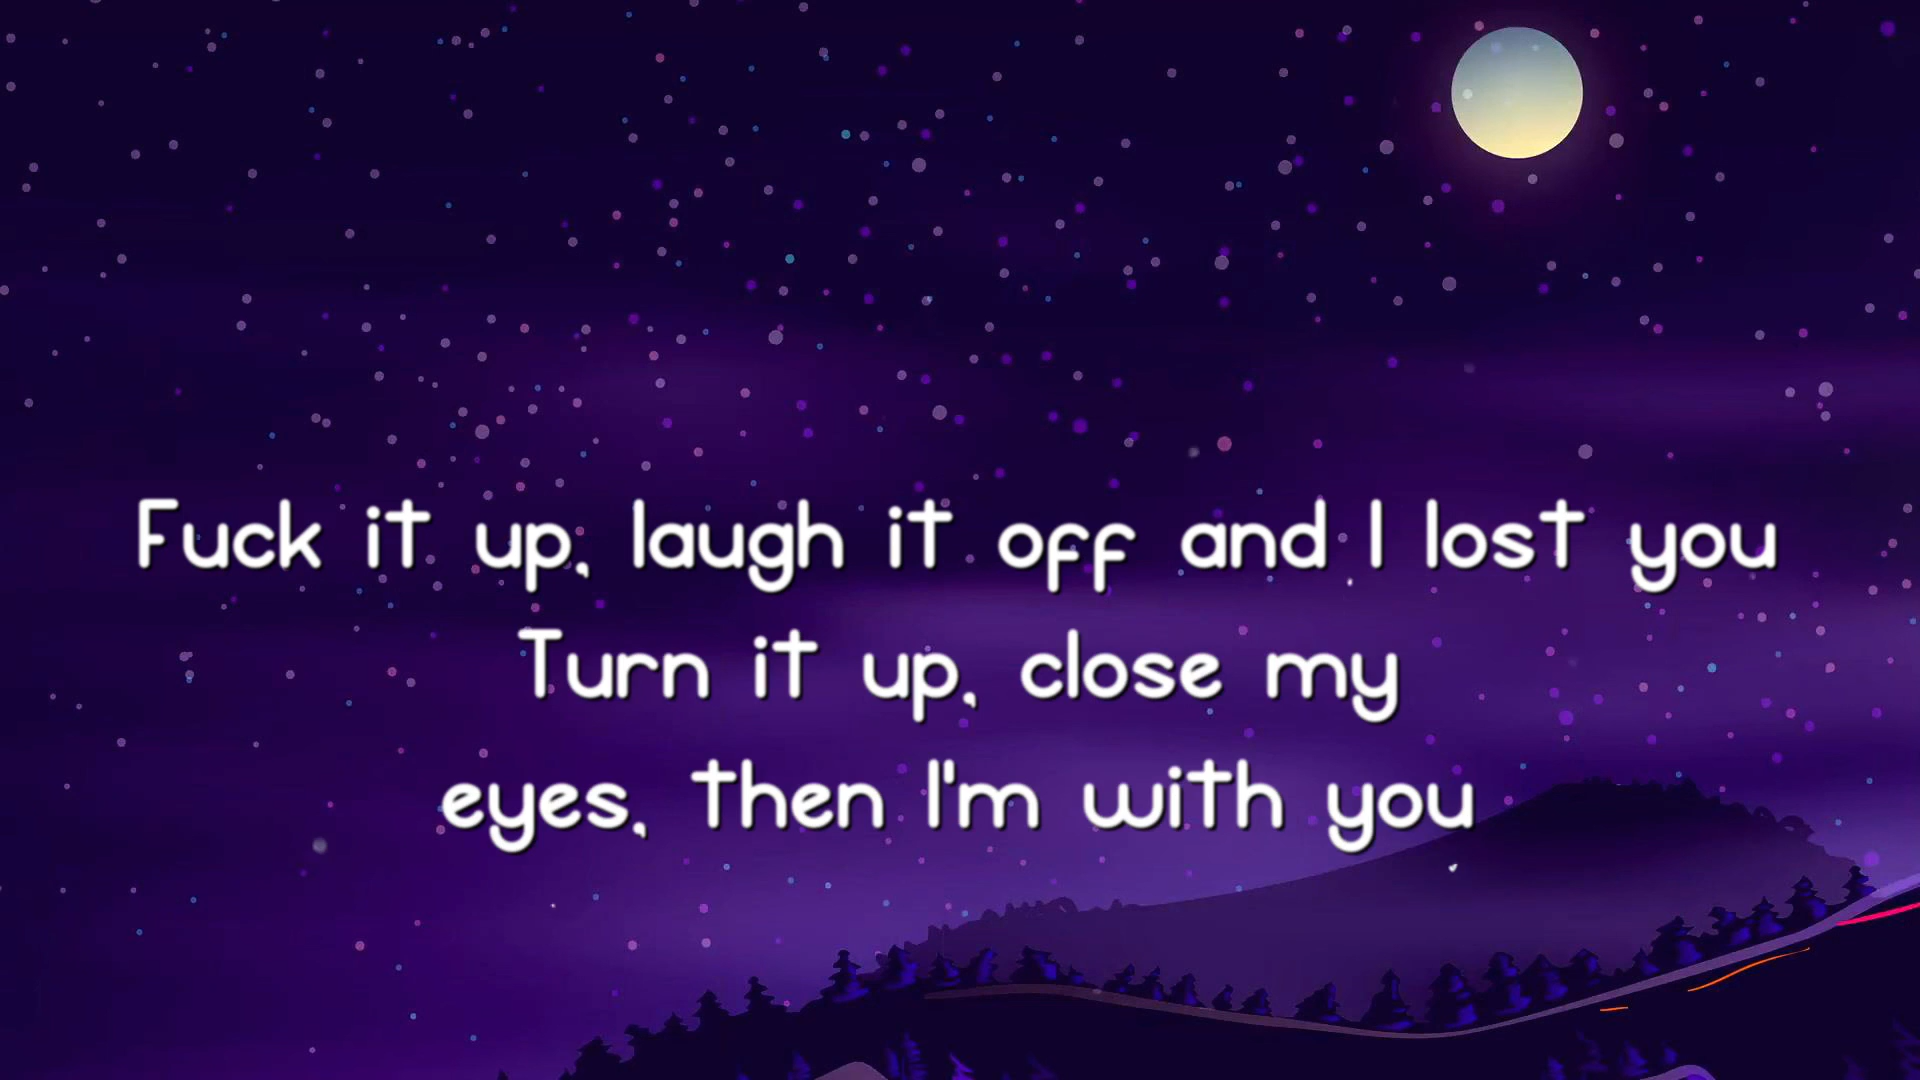 Fuck it up, laugh it off and I lost you
Turn it up, close my
eyes, then I'm with you